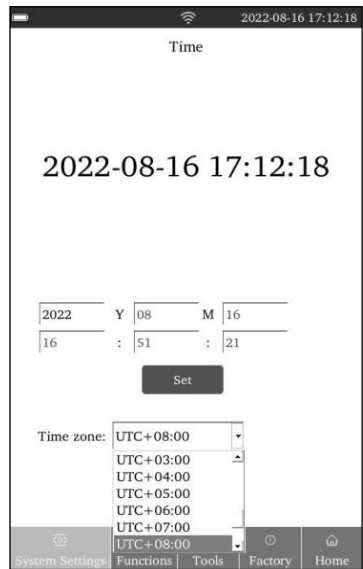 2022-08-16 17:12:18
Time
2022-08-16 17:12:18
2022 Y 08 M 16
16 : 51 : 21
Set
Time zone: UTC+08:00
UTC+03:00
UTC+04:00
UTC+05:00
UTC+06:00
UTC+07:00
UTC+08:00
System Settings Functions Tools Factory Home